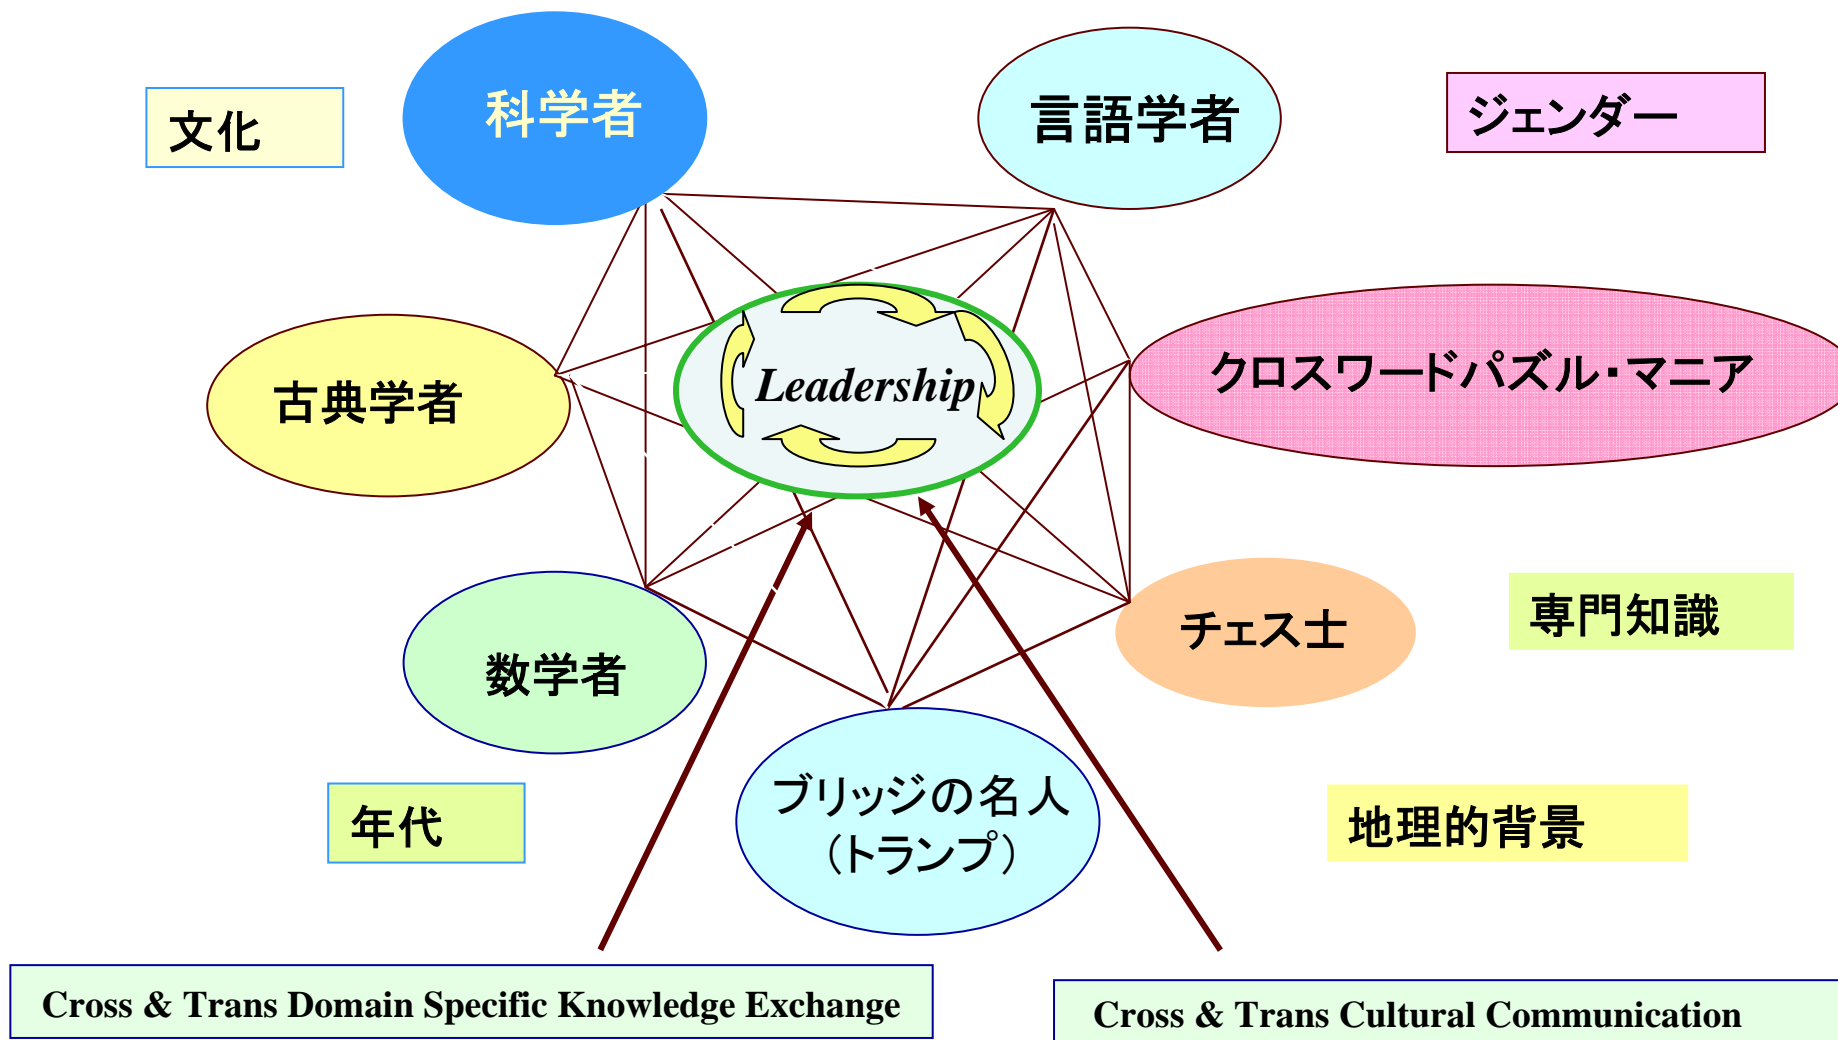 科学者
言語学者
ジェンダー
文化
クロスワードパズル・マニア
Leadership
古典学者
専門知識
チェス士
数学者
ブリッジの名人
（トランプ）
年代
地理的背景
Cross & Trans Domain Specific Knowledge Exchange
Cross & Trans Cultural Communication